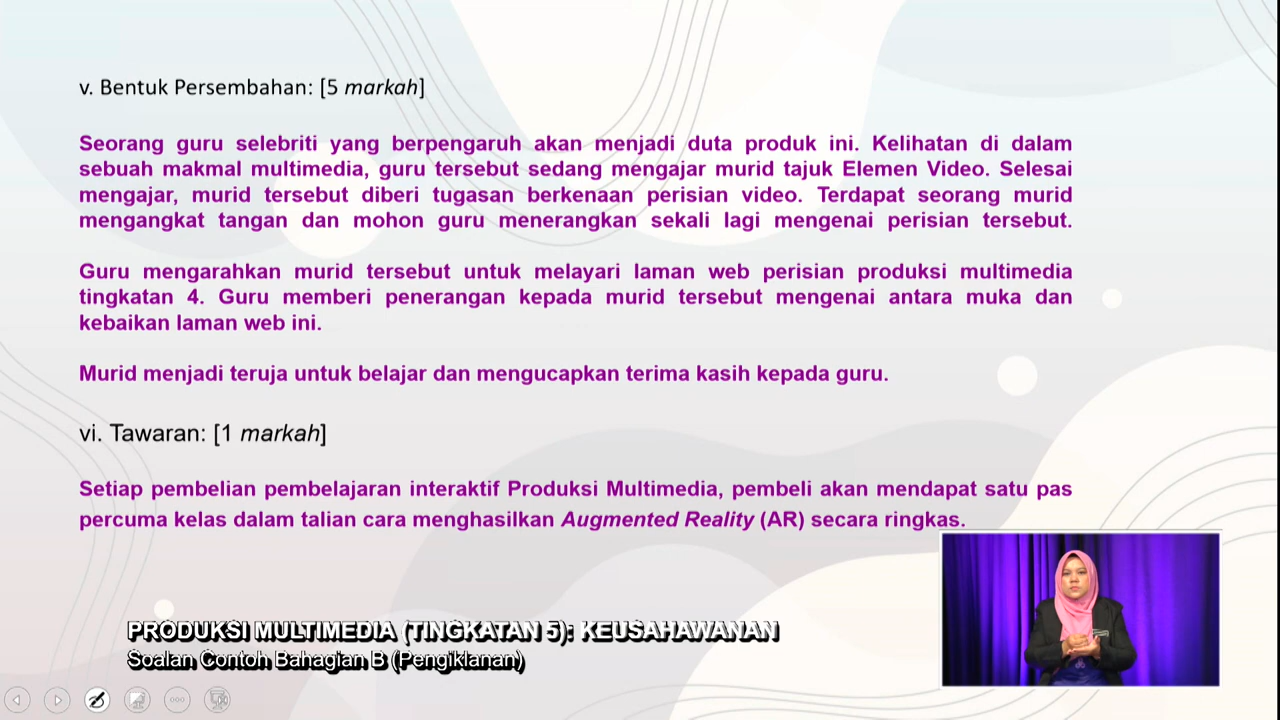 v. Bentuk Persembahan: [5 markah]
Seorang guru selebriti yang berpengaruh akan menjadi duta produk ini. Kelihatan di dalam
sebuah makmal multimedia, guru tersebut sedang mengajar murid tajuk Elemen Video. Selesai
mengajar, murid tersebut diberi tugasan berkenaan perisian video. Terdapat seorang murid
mengangkat tangan dan mohon guru menerangkan sekali lagi mengenai perisian tersebut.
Guru mengarahkan murid tersebut untuk melayari laman web perisian produksi multimedia
tingkatan 4. Guru memberi penerangan kepada murid tersebut mengenai antara muka dan
kebaikan laman web ini.
Murid menjadi teruja untuk belajar dan mengucapkan terima kasih kepada guru.
vi. Tawaran: [1 markah]
Setiap pembelian pembelajaran interaktif Produksi Multimedia, pembeli akan mendapat satu pas
percuma kelas dalam talian cara menghasilkan Augmented Reality (AR) secara ringkas.
PRODUKSI MULTIMEDIA (TINGKATAN 5): KEUSAHAWANAN
Soalan Contoh Bahagian B (Pengiklanan)